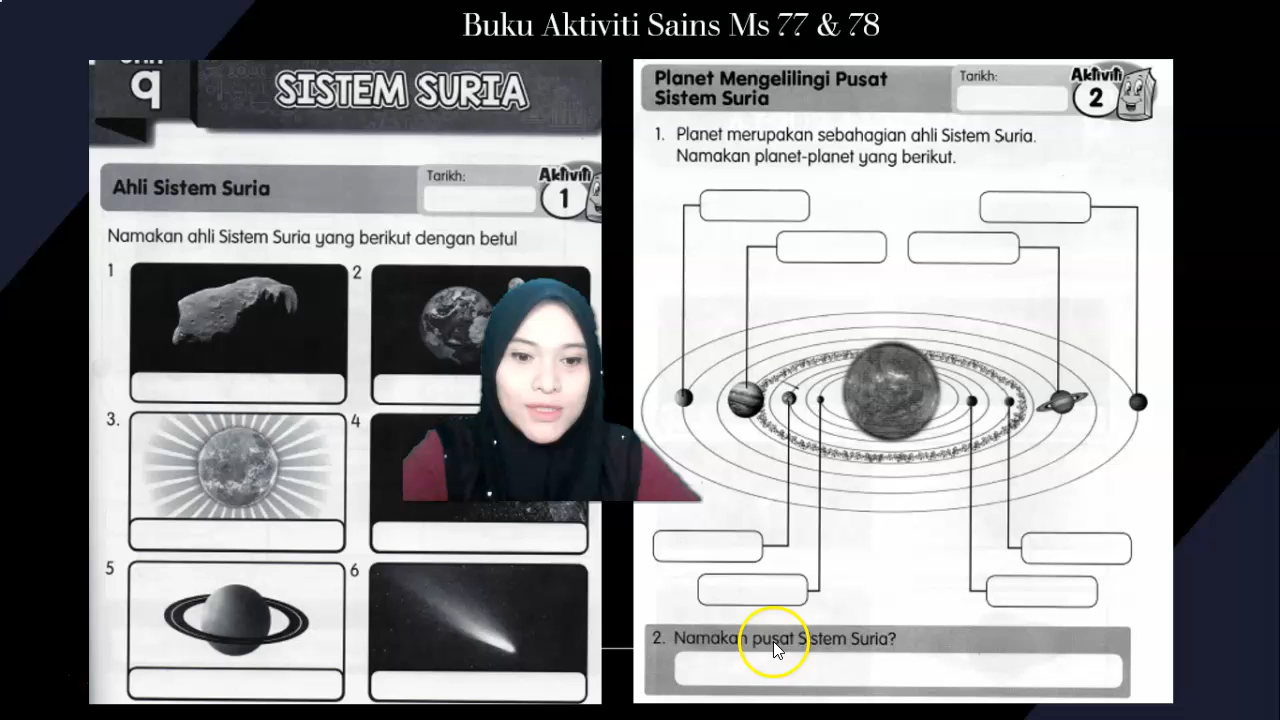 Buku Aktiviti Sains Ms 77 & 78
9
SISTEM SURIA
Ahli Sistem Suria
Tarikh:
Aktiviti
1
Namakan ahli Sistem Suria yang berikut dengan betul
1
2
3.
4
5
6
Planet Mengelilingi Pusat
Sistem Suria
Tarikh:
Aktiviti
2
1. Planet merupakan sebahagian ahli Sistem Suria.
Namakan planet-planet yang berikut.
2. Namakan pusat Sistem Suria?